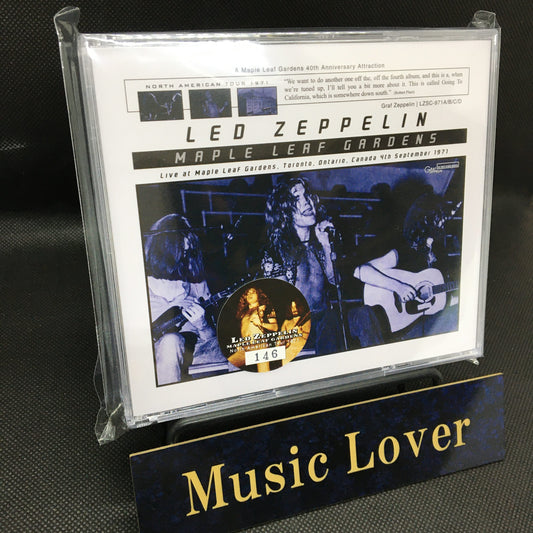 A Maple Leaf Gardens 40th Anniversary Attraction
NORTH AMERICAN TOUR 1971
"We want to do another one off the, off the fourth album, and this is a, when
we're tuned up, I'll tell you a bit more about it. This is called Going To
California, which is somewhere down south." (Robert Plant)
Graf Zeppelin | LZSC-971A/B/C/D
LED ZEPPELIN
MAPLE LEAF GARDENS
Live at Maple Leaf Gardens, Toronto, Ontario, Canada 4th September 1971
LED ZEPPELIN
MAPLE LEAF GARDENS
146
Music Lover